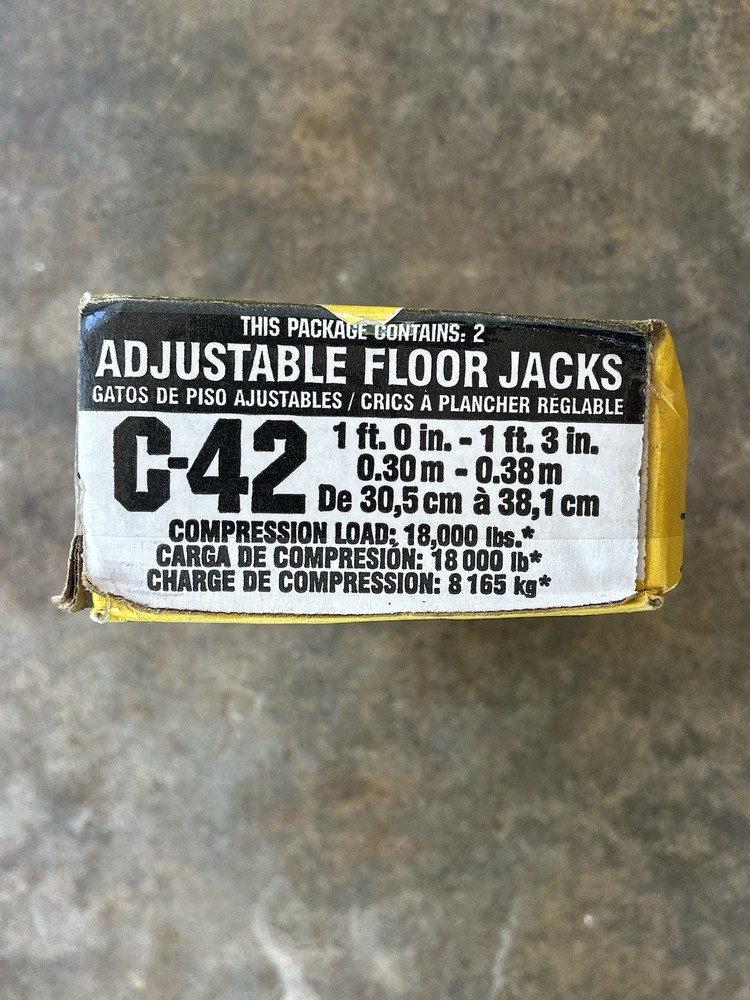 THIS PACKAGE CONTAINS: 2
ADJUSTABLE FLOOR JACKS
GATOS DE PISO AJUSTABLES / CRICS À PLANCHER RÉGLABLE
C-42
1 ft. 0 in. - 1 ft. 3 in.
0.30 m - 0.38 m
De 30,5 cm à 38,1 cm
COMPRESSION LOAD: 18,000 lbs.*
CARGA DE COMPRESIÓN: 18 000 lb*
CHARGE DE COMPRESSION: 8 165 kg*